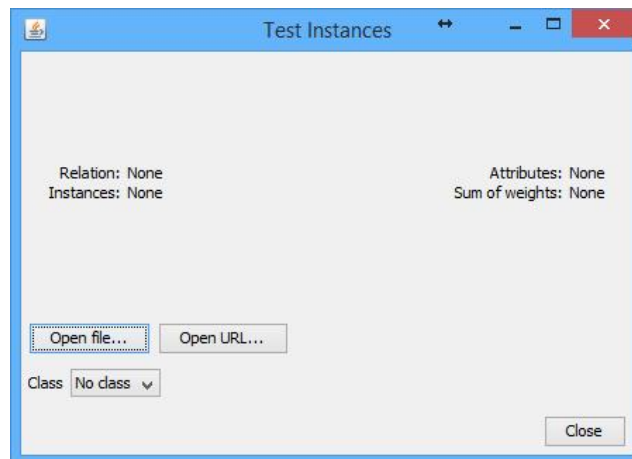 Test Instances
Relation: None
Attributes: None
Instances: None
Sum of weights: None
Open file...
Open URL...
Class No class
Close